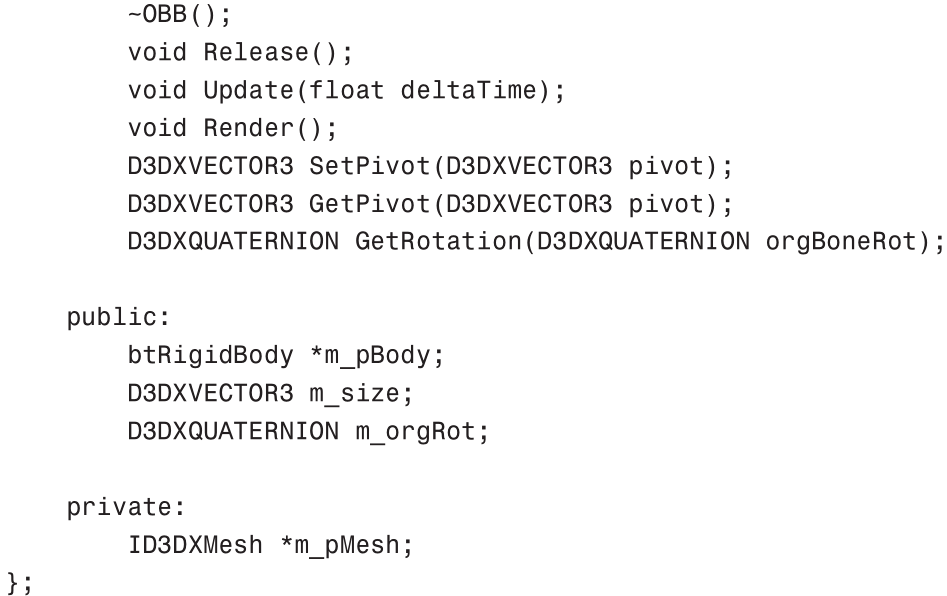 ~OBB();
void Release();
void Update(float deltaTime);
void Render();
D3DXVECTOR3 SetPivot(D3DXVECTOR3 pivot);
D3DXVECTOR3 GetPivot(D3DXVECTOR3 pivot);
D3DXQUATERNION GetRotation(D3DXQUATERNION orgBoneRot);
public:
btRigidBody *m_pBody;
D3DXVECTOR3 m_size;
D3DXQUATERNION m_orgRot;
private:
ID3DXMesh *m_pMesh;
};